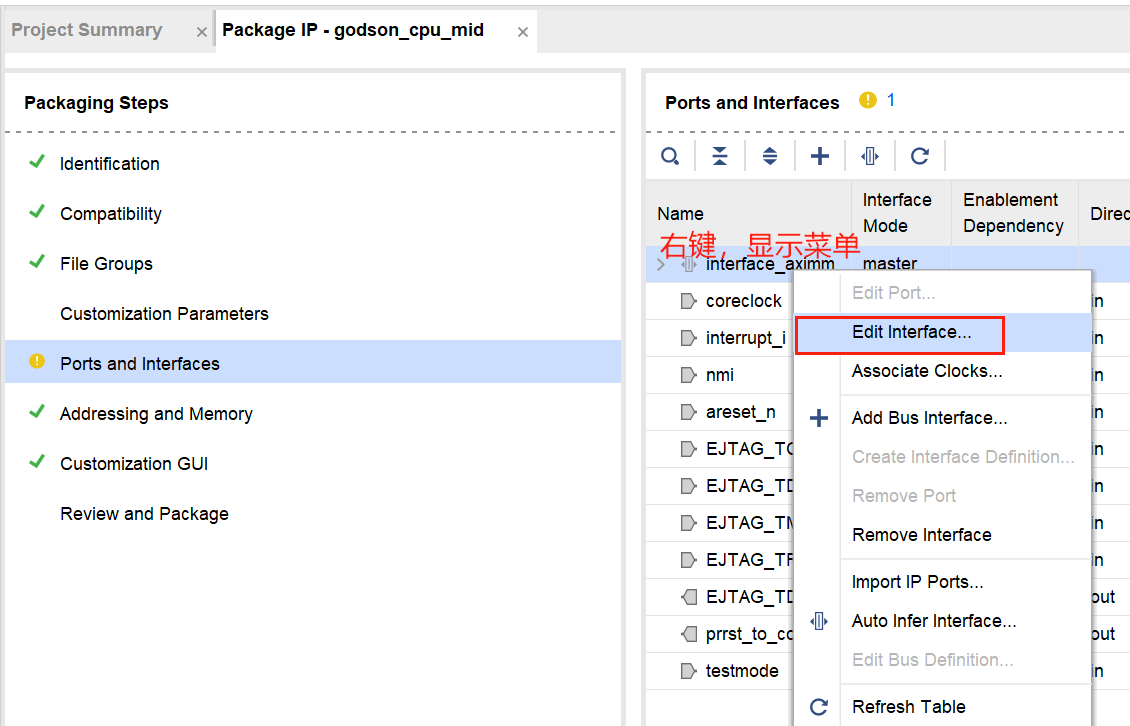 Project Summary
Package IP - godson_cpu_mid
Packaging Steps
Identification
Compatibility
File Groups
Customization Parameters
Ports and Interfaces
Addressing and Memory
Customization GUI
Review and Package
Ports and Interfaces 1
Name
Interface Mode
Enablement Dependency
Direc
右键，显示菜单
interface_aximm master
coreclock in
interrupt_i in
nmi in
areset_n in
EJTAG_TC in
EJTAG_TD in
EJTAG_TM in
EJTAG_TR in
EJTAG_TD out
prrst_to_co out
testmode in
Edit Port...
Edit Interface...
Associate Clocks...
Add Bus Interface...
Create Interface Definition...
Remove Port
Remove Interface
Import IP Ports...
Auto Infer Interface...
Edit Bus Definition...
Refresh Table